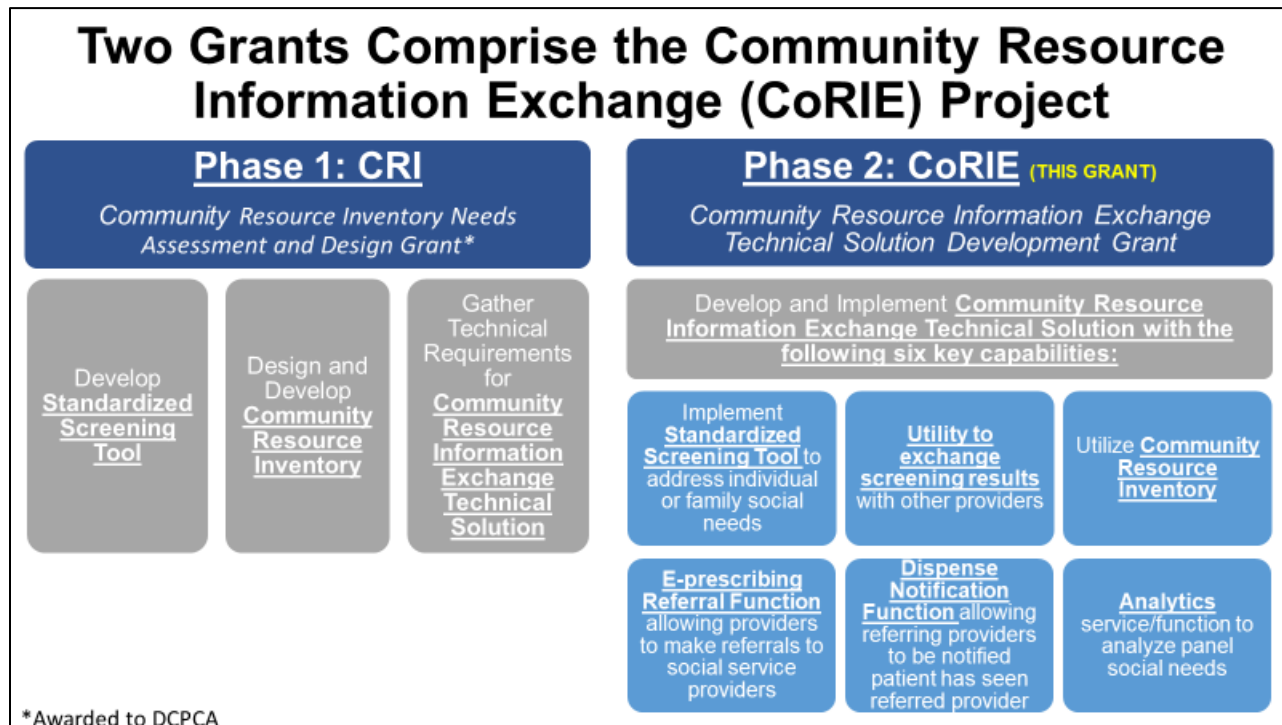 Two Grants Comprise the Community Resource
Information Exchange (CoRIE) Project
Phase 1: CRI
Community Resource Inventory Needs
Assessment and Design Grant*
Develop
Standardized
Screening
Tool
Design and
Develop
Community
Resource
Inventory
Gather
Technical
Requirements
for
Community
Resource
Information
Exchange
Technical
Solution
Phase 2: CoRIE (THIS GRANT)
Community Resource Information Exchange
Technical Solution Development Grant
Develop and Implement Community Resource
Information Exchange Technical Solution with the
following six key capabilities:
Implement
Standardized
Screening Tool to
address individual
or family social
needs
Utility to
exchange
screening results
with other providers
Utilize Community
Resource
Inventory
E-prescribing
Referral Function
allowing providers
to make referrals to
social service
providers
Dispense
Notification
Function allowing
referring providers
to be notified
patient has seen
referred provider
Analytics
service/function to
analyze panel
social needs
*Awarded to DCPCA